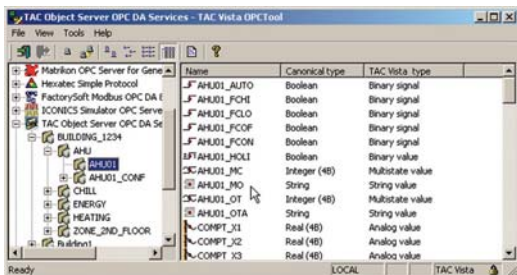 TAC Object Server OPC DA Services - TAC Vista OPCTool
File View Tools Help
Matrikon OPC Server for Gene
Hexatec Simple Protocol
FactorySoft Modbus OPC DA
ICONICS Simulator OPC Serve
TAC Object Server OPC DA Se
BUILDING_1234
AHU
AHU01
AHU01_CONF
CHILL
ENERGY
HEATING
ZONE_2ND_FLOOR
Building1
Name Canonical type TAC Vista type
AHU01_AUTO Boolean Binary signal
AHU01_FCHI Boolean Binary signal
AHU01_FCLO Boolean Binary signal
AHU01_FCOF Boolean Binary signal
AHU01_FCON Boolean Binary signal
AHU01_HOLI Boolean Binary value
AHU01_MC Integer (4B) Multistate value
AHU01_MO String String value
AHU01_OT Integer (4B) Multistate value
AHU01_OTA String String value
COMPT_X1 Real (4B) Analog value
COMPT_X2 Real (4B) Analog value
COMPT_X3 Real (4B) Analog value
Ready LOCAL TAC Vista